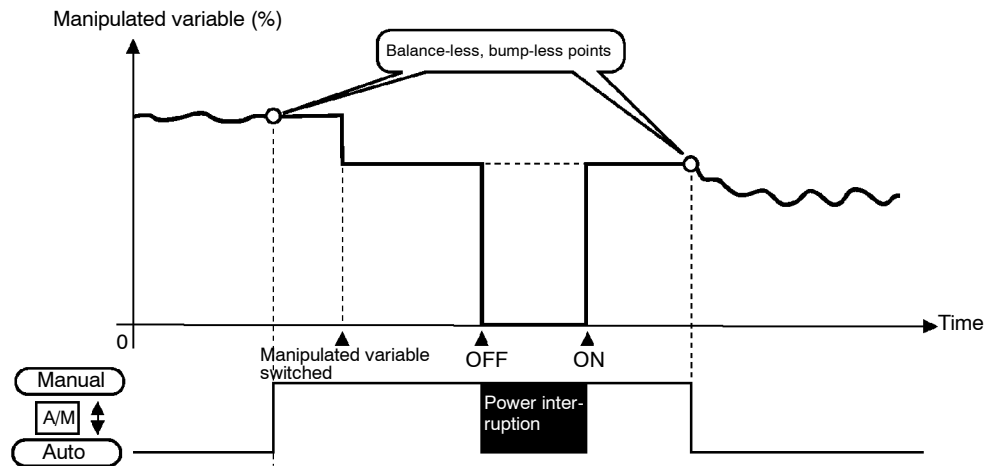 Manipulated variable (%)
Balance-less, bump-less points
0
Time
Manipulated variable
switched
OFF
ON
Manual
A/M
Auto
Power inter-
ruption